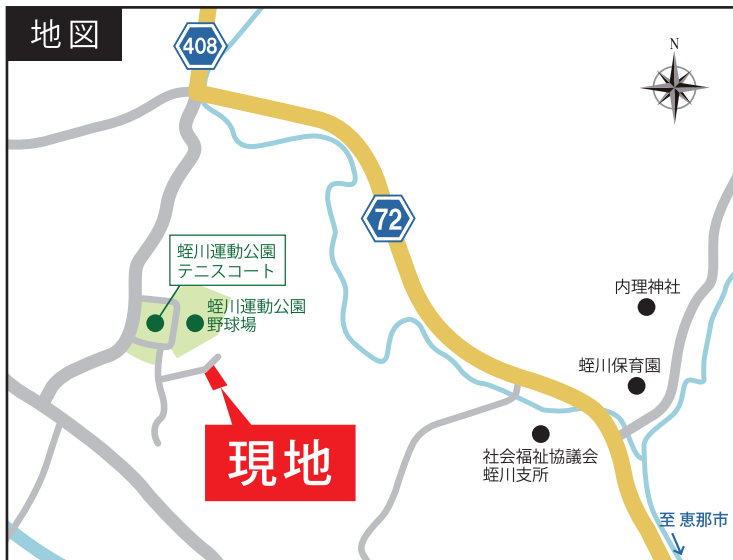 地図
408
N
72
蛭川運動公園
テニスコート
蛭川運動公園
野球場
内理神社
蛭川保育園
社会福祉協議会
蛭川支所
現地
至 恵那市